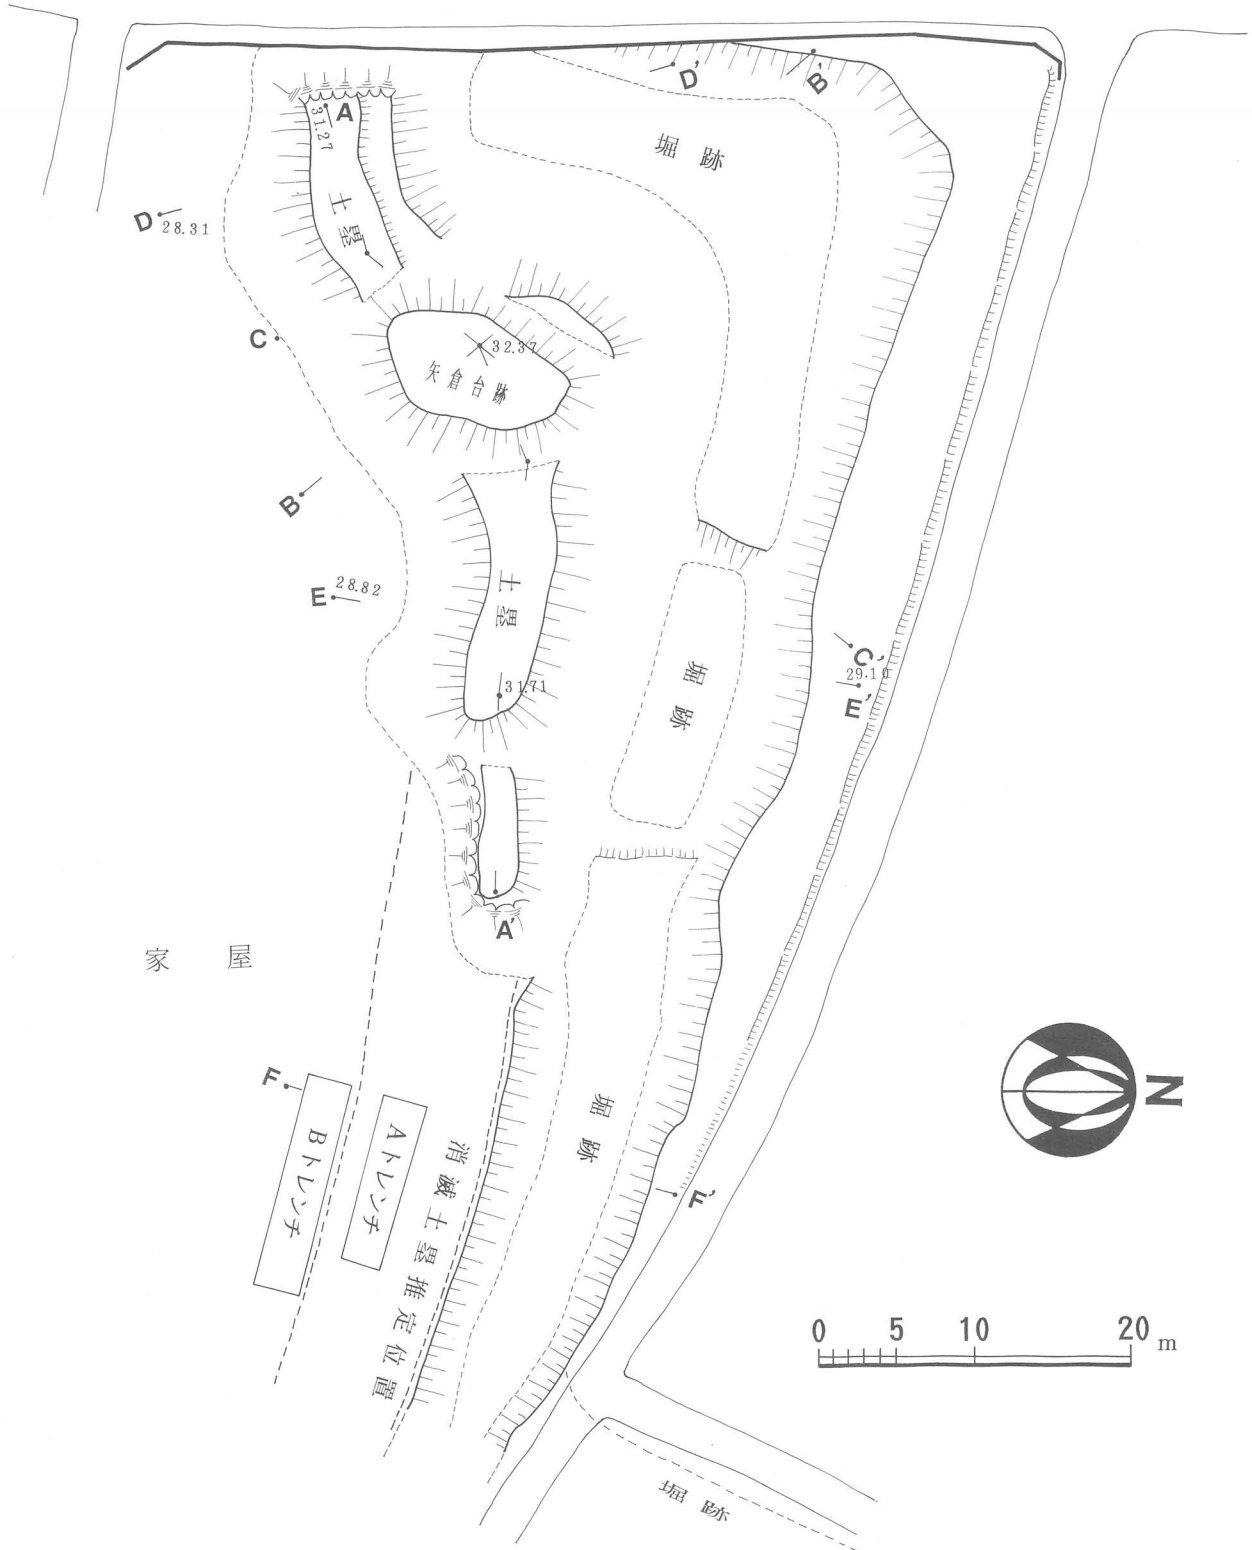 D'
B'
A
31.27
堀跡
土塁
D
28.31
C
32.37
矢倉台跡
B
土塁
E
28.82
C'
29.10
E'
堀跡
31.71
A'
家屋
N
F
Aトレンチ
Bトレンチ
消滅土塁推定位置
堀跡
F'
0 5 10 20 m
堀跡